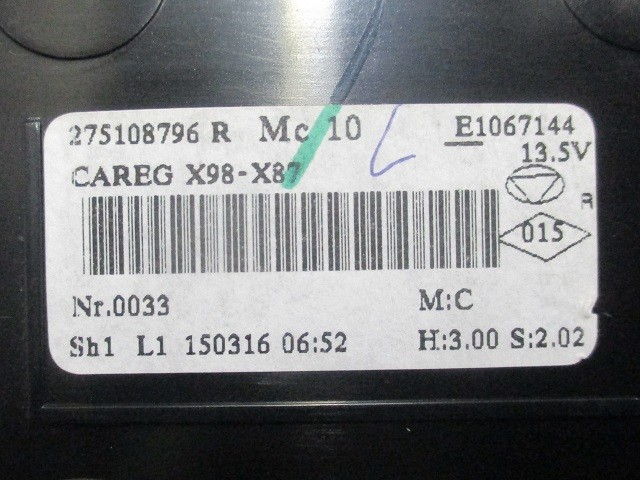 275108796 R Mc 10 E1067144
13.5V
CAREG X98-X87
R
015
Nr.0033 M:C
Sh1 L1 150316 06:52 H:3.00 S:2.02